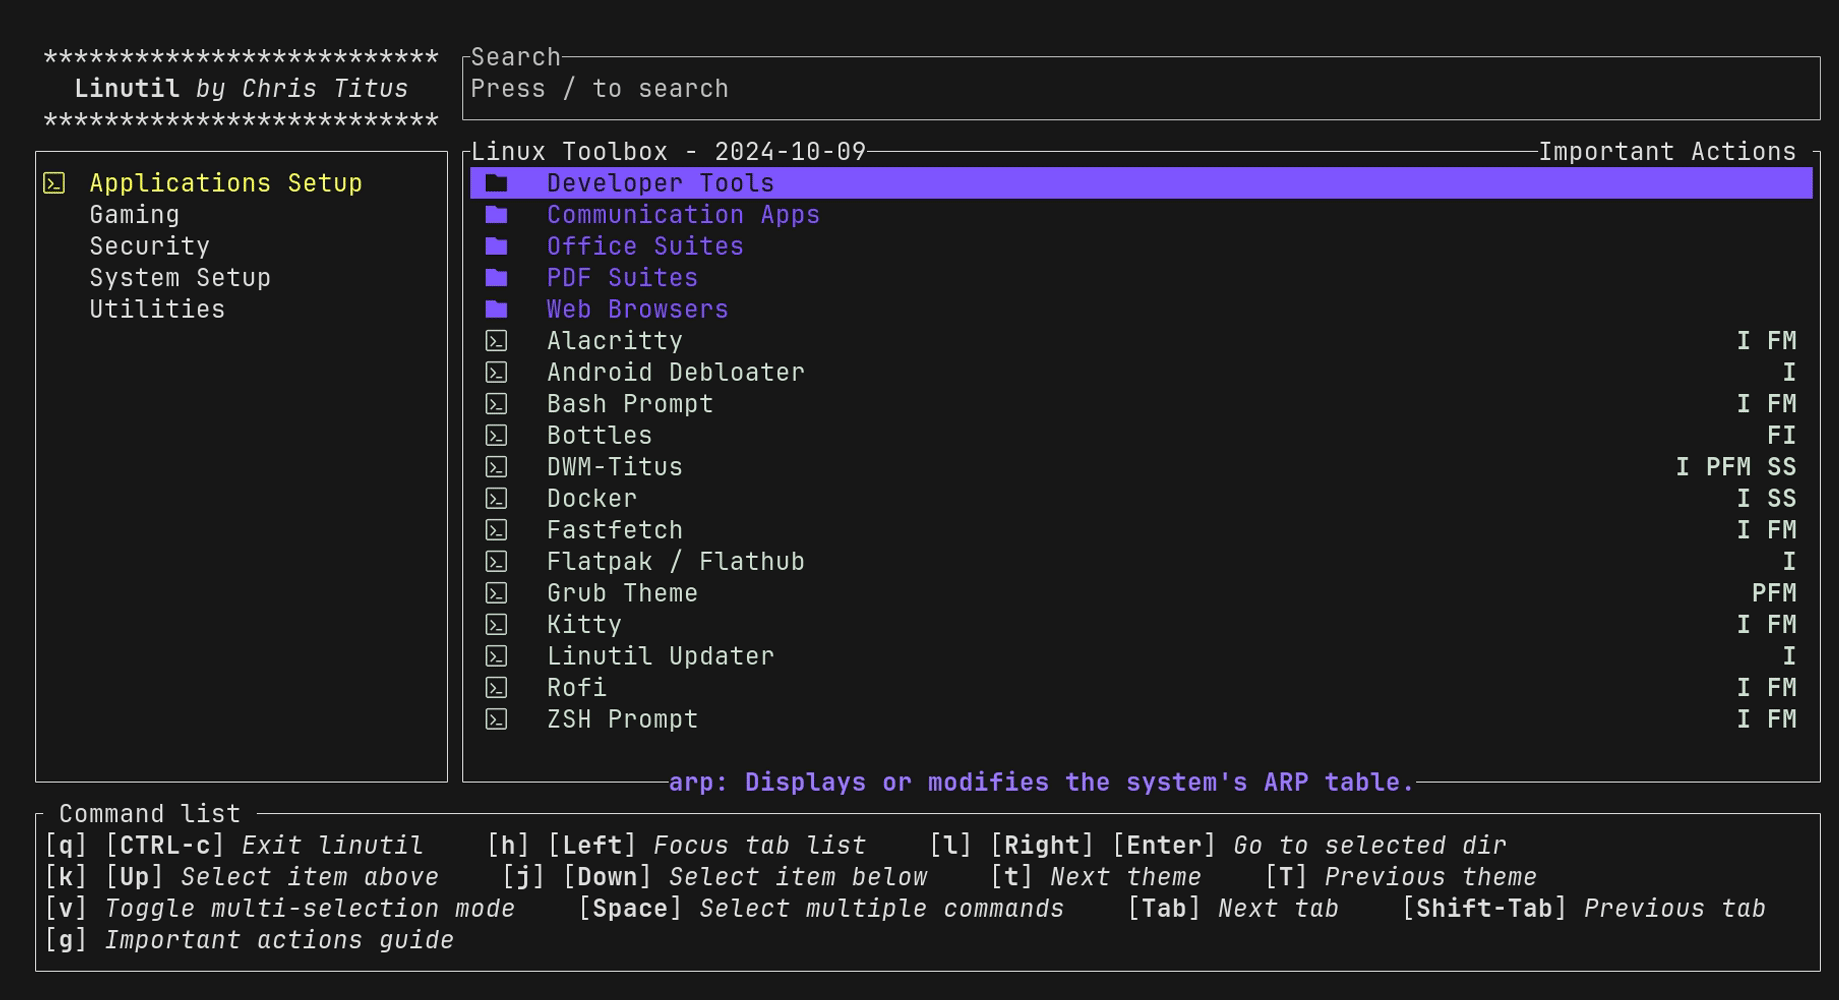 **************************
Linutil by Chris Titus
**************************
Search
Press / to search
Applications Setup
Gaming
Security
System Setup
Utilities
Linux Toolbox - 2024-10-09 Important Actions
Developer Tools
Communication Apps
Office Suites
PDF Suites
Web Browsers
Alacritty I FM
Android Debloater I
Bash Prompt I FM
Bottles FI
DWM-Titus I PFM SS
Docker I SS
Fastfetch I FM
Flatpak / Flathub I
Grub Theme PFM
Kitty I FM
Linutil Updater I
Rofi I FM
ZSH Prompt I FM
arp: Displays or modifies the system's ARP table.
Command list
[q] [CTRL-c] Exit linutil [h] [Left] Focus tab list [l] [Right] [Enter] Go to selected dir
[k] [Up] Select item above [j] [Down] Select item below [t] Next theme [T] Previous theme
[v] Toggle multi-selection mode [Space] Select multiple commands [Tab] Next tab [Shift-Tab] Previous tab
[g] Important actions guide